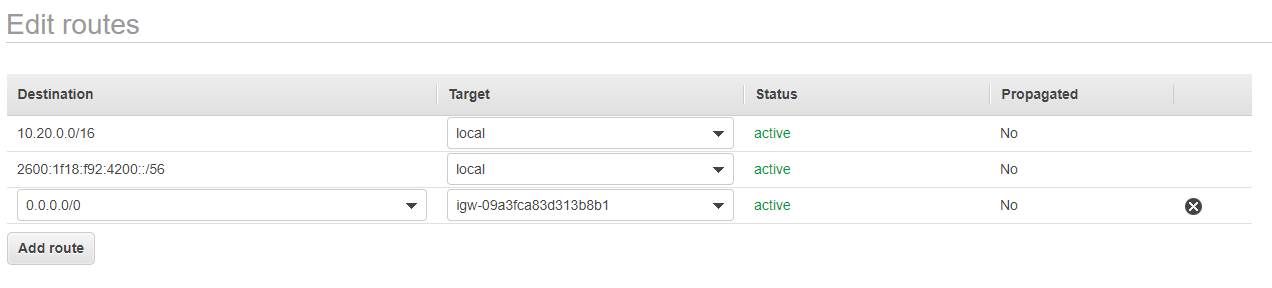 Edit routes
Destination Target Status Propagated
10.20.0.0/16 local active No
2600:1f18:f92:4200::/56 local active No
0.0.0.0/0 igw-09a3fca83d313b8b1 active No
Add route